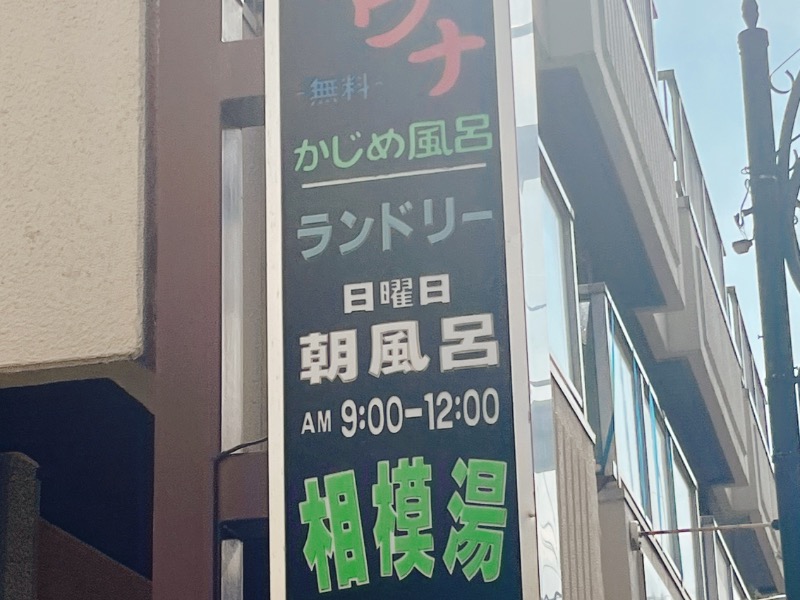 ウナ
無料
かじめ風呂
ランドリー
日曜日
朝風呂
AM 9:00-12:00
相模湯